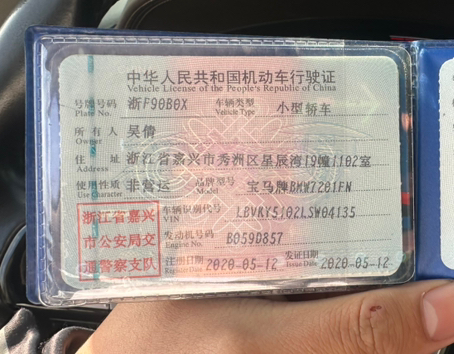 中华人民共和国机动车行驶证
Vehicle License of the People's Republic of China
号牌号码 浙F90B0X 车辆类型 小型轿车
Plate No. Vehicle Type
所有人 吴倩
Owner
住址 浙江省嘉兴市秀洲区星辰湾19幢1102室
Address
使用性质 非营运 品牌型号 宝马牌BMW7201FN
Use Character Model
浙江省嘉兴
市公安局交
通警察支队
车辆识别代号 LBVKY5102LSW04135
VIN
发动机号码 B059D857
Engine No.
注册日期 2020-05-12 发证日期 2020-05-12
Register Date Issue Date